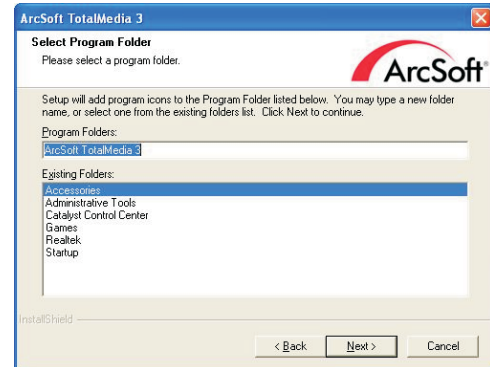 ArcSoft TotalMedia 3
Select Program Folder
Please select a program folder.
ArcSoft
Setup will add program icons to the Program Folder listed below. You may type a new folder
name, or select one from the existing folders list. Click Next to continue.
Program Folders:
ArcSoft TotalMedia 3
Existing Folders:
Accessories
Administrative Tools
Catalyst Control Center
Games
Realtek
Startup
InstallShield
< Back
Next >
Cancel